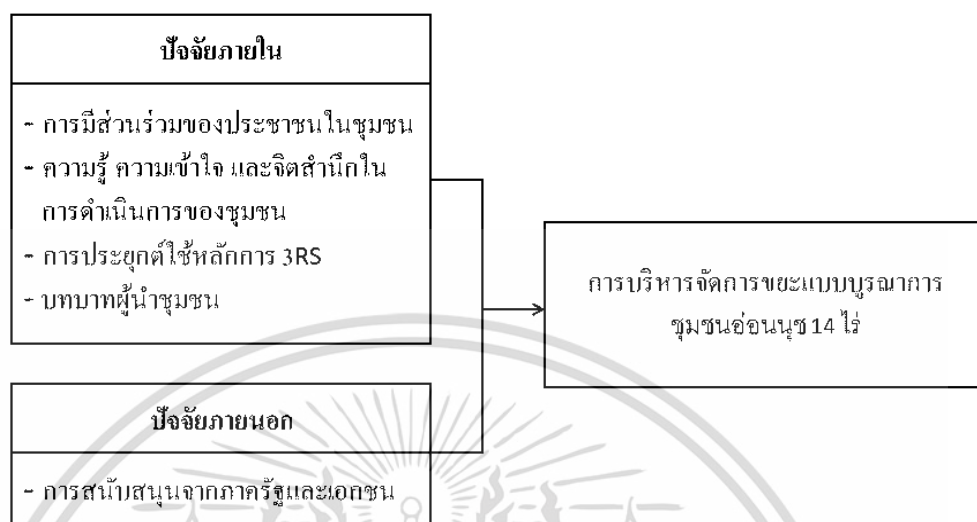 ปัจจัยภายใน
- การมีส่วนร่วมของประชาชนในชุมชน
- ความรู้ ความเข้าใจ และจิตสำนึกใน
การดำเนินการของชุมชน
- การประยุกต์ใช้หลักการ 3RS
- บทบาทผู้นำชุมชน
การบริหารจัดการขยะแบบบูรณาการ
ชุมชนอ่อนนุช 14 ไร่
ปัจจัยภายนอก
- การสนับสนุนจากภาครัฐและเอกชน